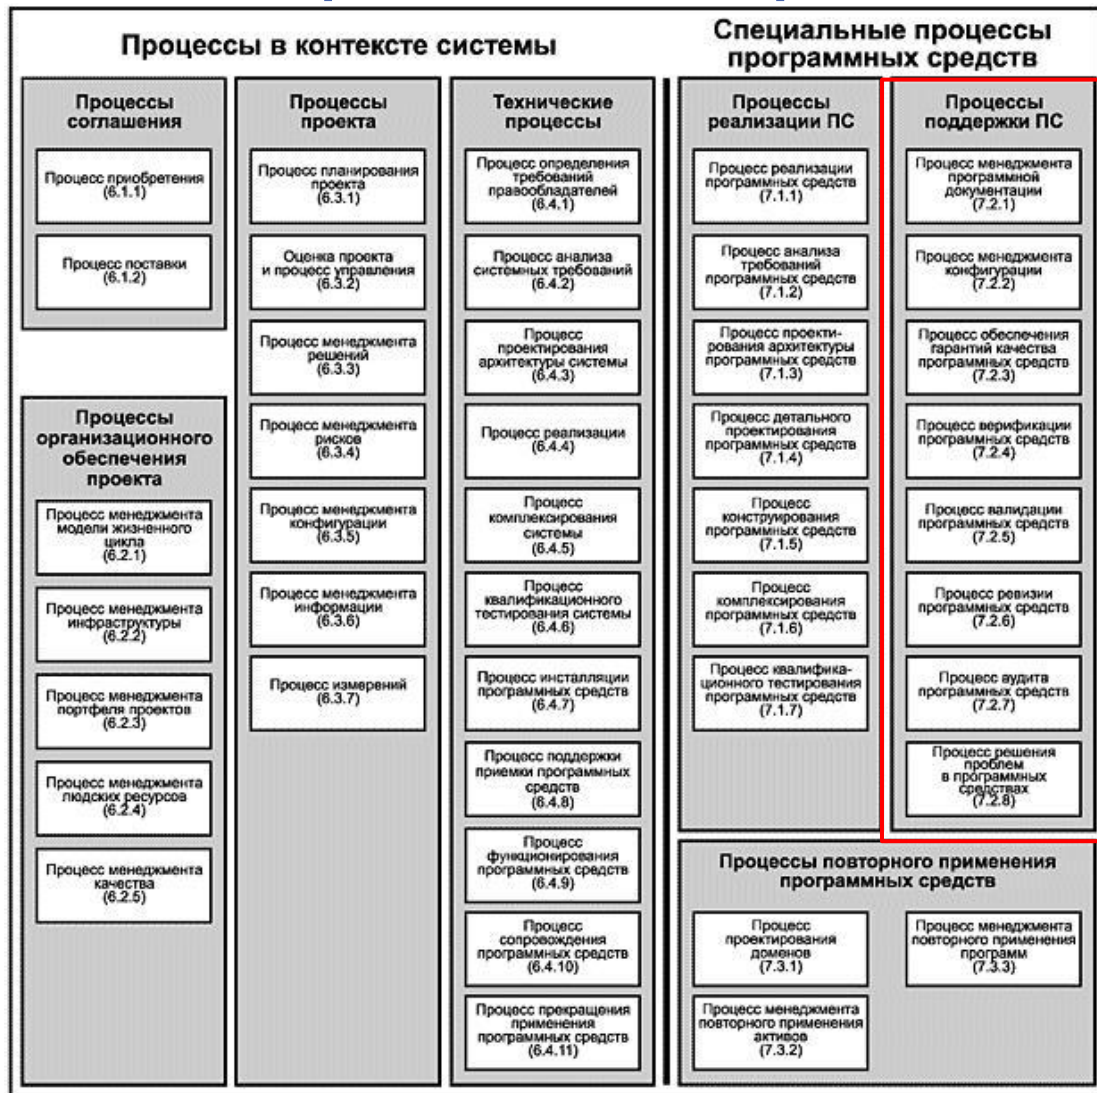 Процессы в контексте системы
Специальные процессы
программных средств
Процессы
соглашения
Процесс приобретения
(6.1.1)
Процесс поставки
(6.1.2)
Процессы
организационного
обеспечения
проекта
Процесс менеджмента
модели жизненного
цикла
(6.2.1)
Процесс менеджмента
инфраструктуры
(6.2.2)
Процесс менеджмента
портфеля проектов
(6.2.3)
Процесс менеджмента
людских ресурсов
(6.2.4)
Процесс менеджмента
качества
(6.2.5)
Процессы
проекта
Процесс планирования
проекта
(6.3.1)
Оценка проекта
и процесс управления
(6.3.2)
Процесс менеджмента
решений
(6.3.3)
Процесс менеджмента
рисков
(6.3.4)
Процесс менеджмента
конфигурации
(6.3.5)
Процесс менеджмента
информации
(6.3.6)
Процесс измерений
(6.3.7)
Технические
процессы
Процесс определения
требований
правообладателей
(6.4.1)
Процесс анализа
системных требований
(6.4.2)
Процесс
проектирования
архитектуры системы
(6.4.3)
Процесс реализации
(6.4.4)
Процесс
комплексирования
системы
(6.4.5)
Процесс
квалификационного
тестирования системы
(6.4.6)
Процесс инсталляции
программных средств
(6.4.7)
Процесс поддержки
приемки программных
средств
(6.4.8)
Процесс
функционирования
программных средств
(6.4.9)
Процесс
сопровождения
программных средств
(6.4.10)
Процесс прекращения
применения
программных средств
(6.4.11)
Процессы
реализации ПС
Процесс реализации
программных средств
(7.1.1)
Процесс анализа
требований
программных средств
(7.1.2)
Процесс проекти-
рования архитектуры
программных средств
(7.1.3)
Процесс детального
проектирования
программных средств
(7.1.4)
Процесс
конструирования
программных средств
(7.1.5)
Процесс
комплексирования
программных средств
(7.1.6)
Процесс квалифика-
ционного тестирования
программных средств
(7.1.7)
Процессы
поддержки ПС
Процесс менеджмента
программной
документации
(7.2.1)
Процесс менеджмента
конфигурации
(7.2.2)
Процесс обеспечения
гарантий качества
программных средств
(7.2.3)
Процесс верификации
программных средств
(7.2.4)
Процесс валидации
программных средств
(7.2.5)
Процесс ревизии
программных средств
(7.2.6)
Процесс аудита
программных средств
(7.2.7)
Процесс решения
проблем
в программных
средствах
(7.2.8)
Процессы повторного применения
программных средств
Процесс
проектирования
доменов
(7.3.1)
Процесс менеджмента
повторного применения
активов
(7.3.2)
Процесс менеджмента
повторного применения
программ
(7.3.3)